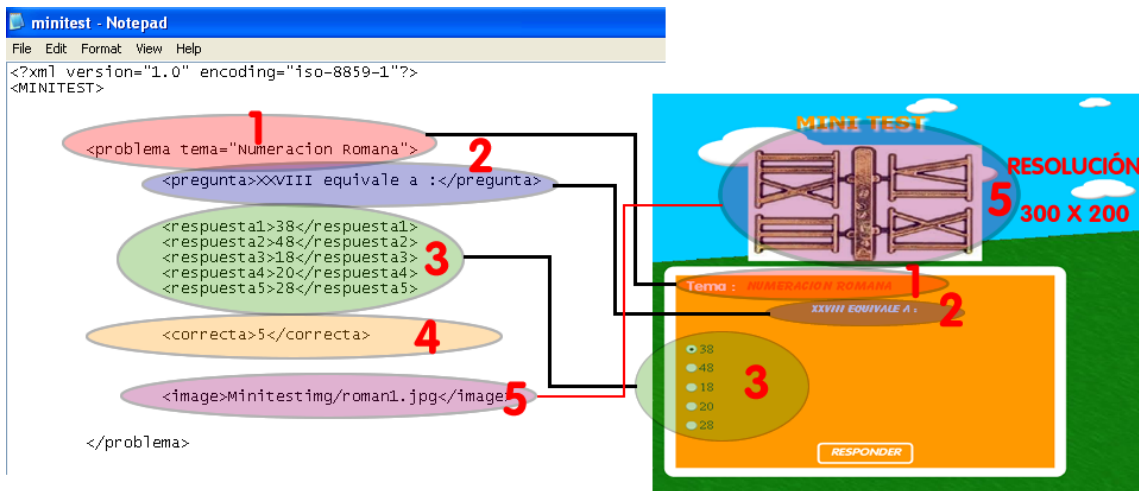 minitest - Notepad
File Edit Format View Help
<?xml version="1.0" encoding="iso-8859-1"?>
<MINITEST>
1
<problema tema="Numeracion Romana">
2
<pregunta>XXVIII equivale a :</pregunta>
<respuesta1>38</respuesta1>
<respuesta2>48</respuesta2>
<respuesta3>18</respuesta3>
<respuesta4>20</respuesta4>
<respuesta5>28</respuesta5>
3
<correcta>5</correcta>
4
<image>Minitestimg/roman1.jpg</image>
5
</problema>
MINI TEST
RESOLUCIÓN
5
300 X 200
1
Tema : NUMERACION ROMANA
XXVIII EQUIVALE A :
2
38
48
18
20
28
3
RESPONDER